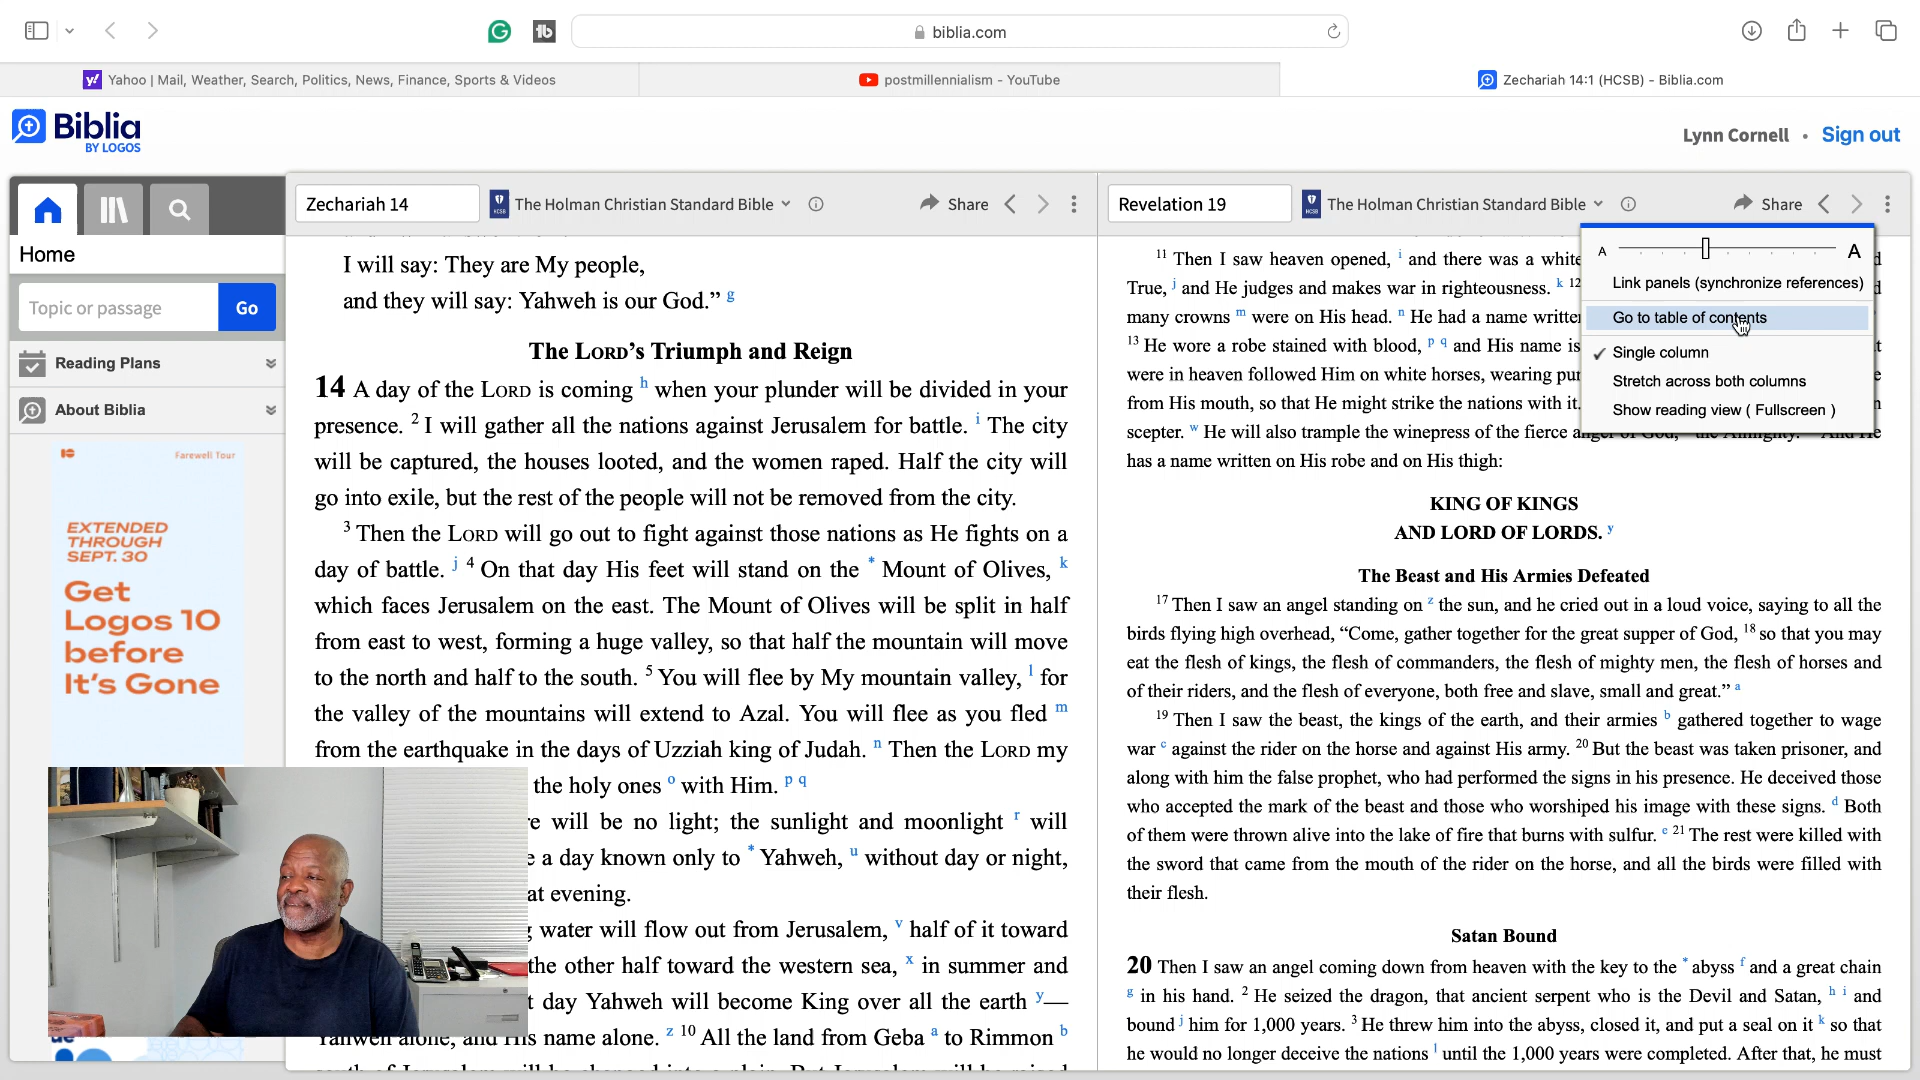 biblia.com
Yahoo | Mail, Weather, Search, Politics, News, Finance, Sports & Videos
postmillennialism - YouTube
Zechariah 14:1 (HCSB) - Biblia.com
Biblia
BY LOGOS
Lynn Cornell • Sign out
Home
Topic or passage
Go
Reading Plans
About Biblia
Farewell Tour
EXTENDED
THROUGH
SEPT. 30
Get
Logos 10
before
It's Gone
Zechariah 14
HCSB
The Holman Christian Standard Bible
Share
I will say: They are My people,
and they will say: Yahweh is our God.” g
The LORD’s Triumph and Reign
14 A day of the LORD is coming h when your plunder will be divided in your
presence. 2 I will gather all the nations against Jerusalem for battle. i The city
will be captured, the houses looted, and the women raped. Half the city will
go into exile, but the rest of the people will not be removed from the city.
3 Then the LORD will go out to fight against those nations as He fights on a
day of battle. j 4 On that day His feet will stand on the * Mount of Olives, k
which faces Jerusalem on the east. The Mount of Olives will be split in half
from east to west, forming a huge valley, so that half the mountain will move
to the north and half to the south. 5 You will flee by My mountain valley, l for
the valley of the mountains will extend to Azal. You will flee as you fled m
from the earthquake in the days of Uzziah king of Judah. n Then the LORD my
the holy ones o with Him. p q
will be no light; the sunlight and moonlight r will
a day known only to * Yahweh, u without day or night,
at evening.
water will flow out from Jerusalem, v half of it toward
the other half toward the western sea, x in summer and
day Yahweh will become King over all the earth y—
Yahweh alone, and His name alone. z 10 All the land from Geba a to Rimmon b
Revelation 19
HCSB
The Holman Christian Standard Bible
Share
A A
Link panels (synchronize references)
Go to table of contents
✓ Single column
Stretch across both columns
Show reading view ( Fullscreen )
11 Then I saw heaven opened, i and there was a white
True, j and He judges and makes war in righteousness. k 12
many crowns m were on His head. n He had a name
13 He wore a robe stained with blood, p q and His name is
were in heaven followed Him on white horses, wearing
from His mouth, so that He might strike the nations with it.
scepter. w He will also trample the winepress of the fierce anger of God, the Almighty. And He
has a name written on His robe and on His thigh:
KING OF KINGS
AND LORD OF LORDS. y
The Beast and His Armies Defeated
17 Then I saw an angel standing on z the sun, and he cried out in a loud voice, saying to all the
birds flying high overhead, “Come, gather together for the great supper of God, 18 so that you may
eat the flesh of kings, the flesh of commanders, the flesh of mighty men, the flesh of horses and
of their riders, and the flesh of everyone, both free and slave, small and great.” a
19 Then I saw the beast, the kings of the earth, and their armies b gathered together to wage
war c against the rider on the horse and against His army. 20 But the beast was taken prisoner, and
along with him the false prophet, who had performed the signs in his presence. He deceived those
who accepted the mark of the beast and those who worshiped his image with these signs. d Both
of them were thrown alive into the lake of fire that burns with sulfur. e 21 The rest were killed with
the sword that came from the mouth of the rider on the horse, and all the birds were filled with
their flesh.
Satan Bound
20 Then I saw an angel coming down from heaven with the key to the * abyss f and a great chain
g in his hand. 2 He seized the dragon, that ancient serpent who is the Devil and Satan, h i and
bound j him for 1,000 years. 3 He threw him into the abyss, closed it, and put a seal on it k so that
he would no longer deceive the nations l until the 1,000 years were completed. After that, he must